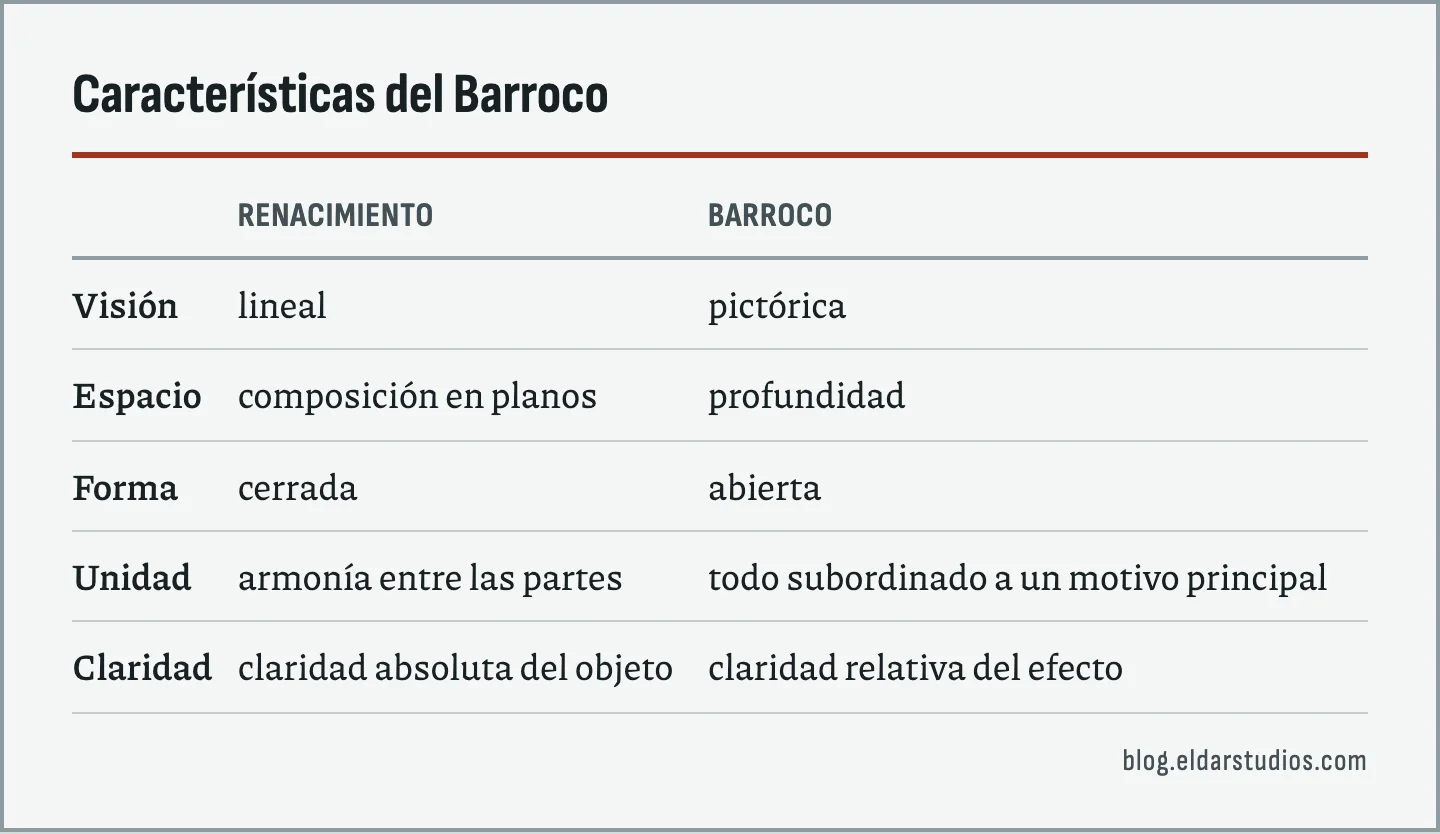 Características del Barroco
RENACIMIENTO BARROCO
Visión lineal pictórica
Espacio composición en planos profundidad
Forma cerrada abierta
Unidad armonía entre las partes todo subordinado a un motivo principal
Claridad claridad absoluta del objeto claridad relativa del efecto
blog.eldarstudios.com